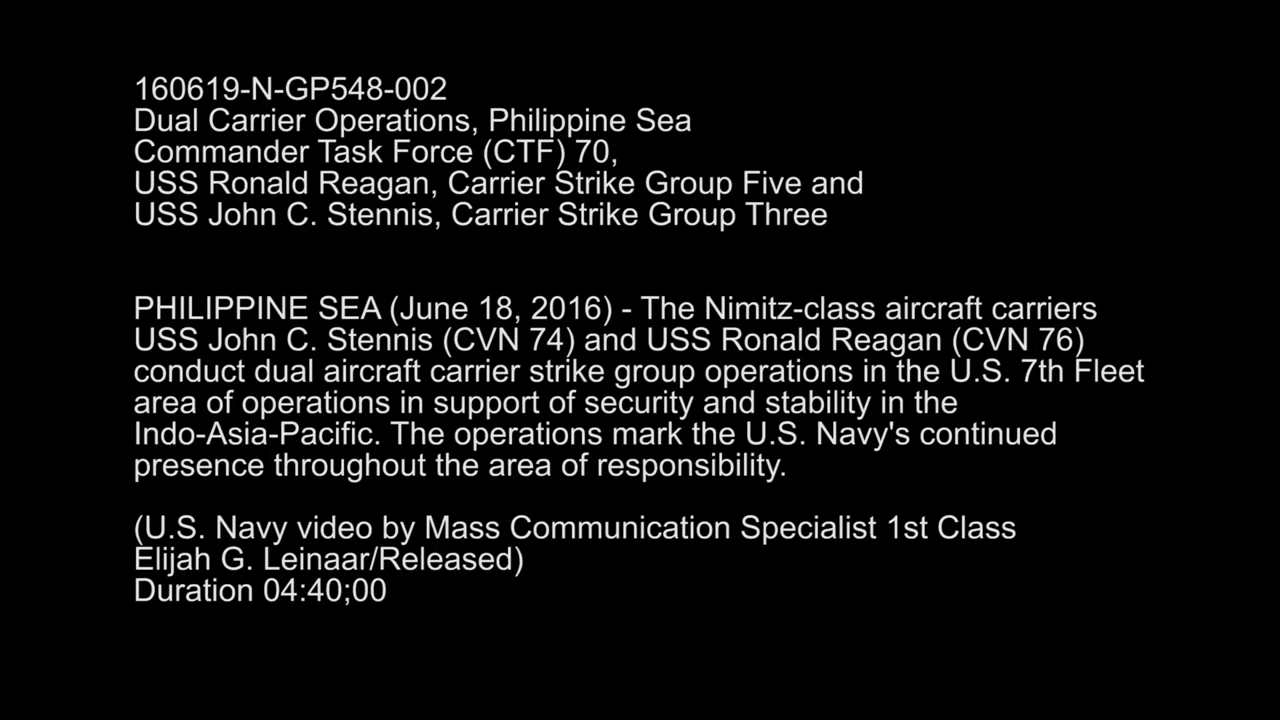 160619-N-GP548-002
Dual Carrier Operations, Philippine Sea
Commander Task Force (CTF) 70,
USS Ronald Reagan, Carrier Strike Group Five and
USS John C. Stennis, Carrier Strike Group Three
PHILIPPINE SEA (June 18, 2016) - The Nimitz-class aircraft carriers
USS John C. Stennis (CVN 74) and USS Ronald Reagan (CVN 76)
conduct dual aircraft carrier strike group operations in the U.S. 7th Fleet
area of operations in support of security and stability in the
Indo-Asia-Pacific. The operations mark the U.S. Navy's continued
presence throughout the area of responsibility.
(U.S. Navy video by Mass Communication Specialist 1st Class
Elijah G. Leinaar/Released)
Duration 04:40;00